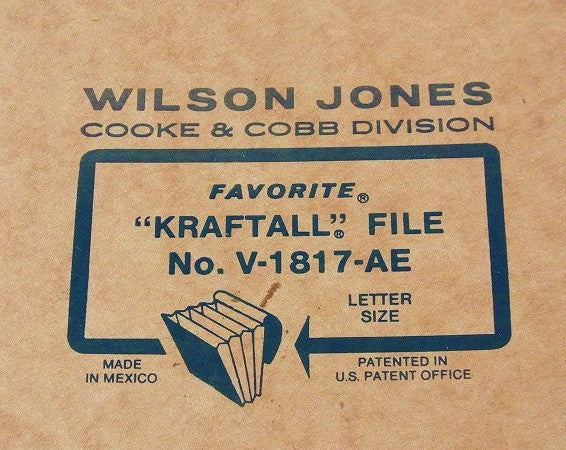 WILSON JONES
COOKE & COBB DIVISION
FAVORITE®
"KRAFTALL"® FILE
No. V-1817-AE
LETTER
SIZE
MADE
IN MEXICO
PATENTED IN
U.S. PATENT OFFICE